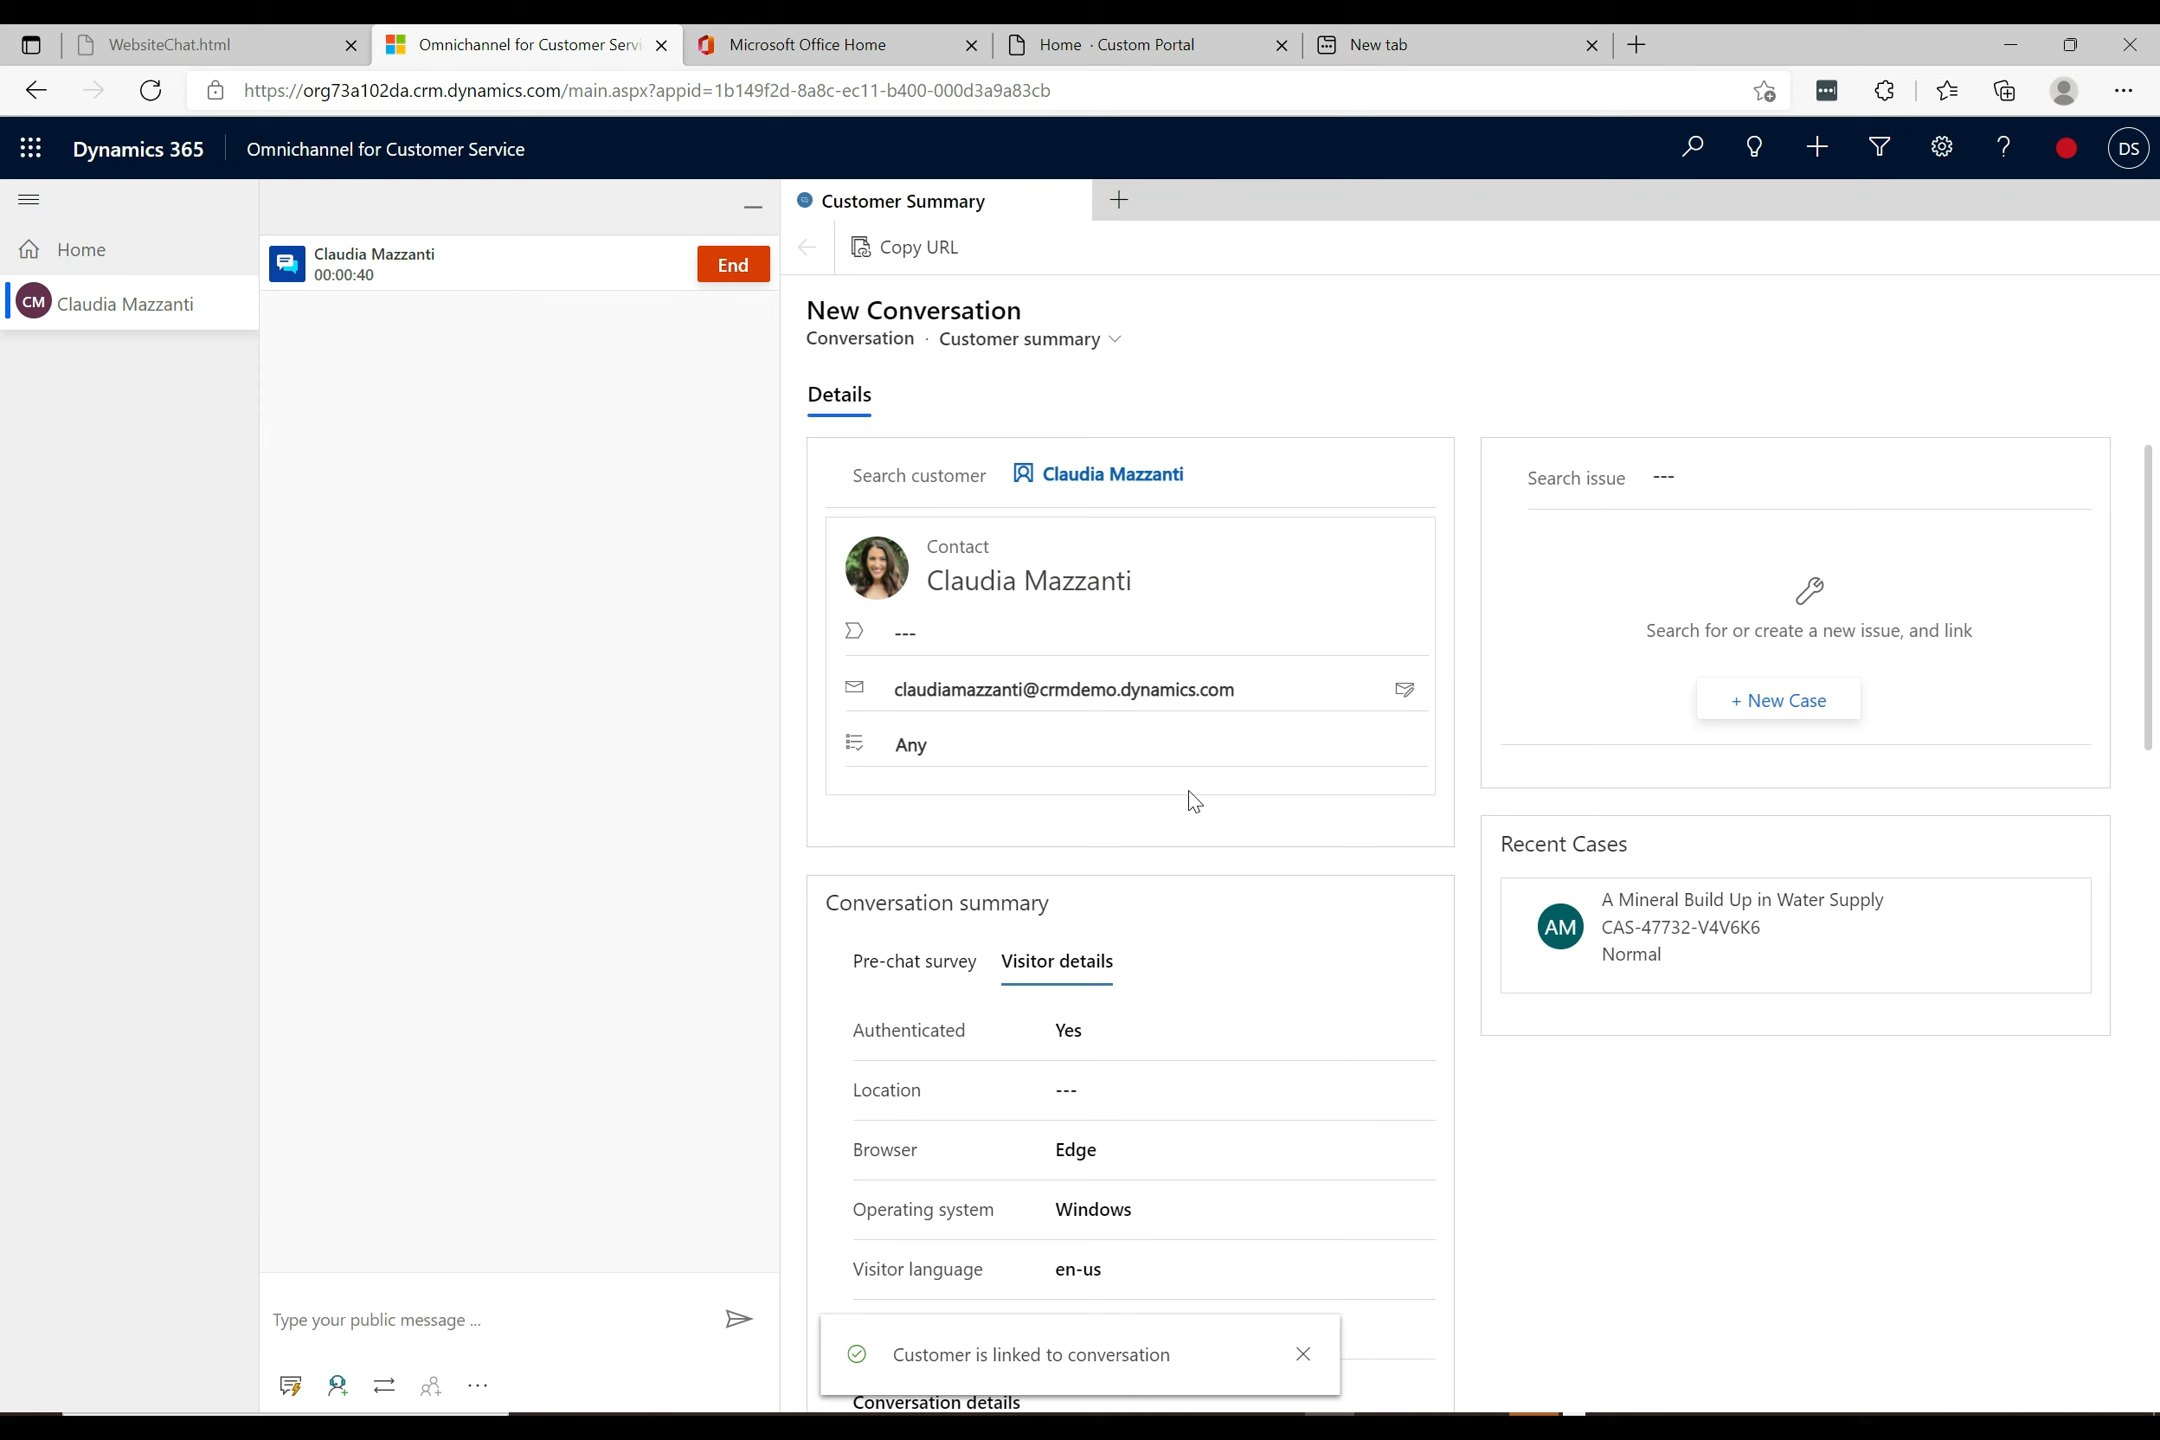 WebsiteChat.html
Omnichannel for Customer Servi
Microsoft Office Home
Home · Custom Portal
New tab
https://org73a102da.crm.dynamics.com/main.aspx?appid=1b149f2d-8a8c-ec11-b400-000d3a9a83cb
Dynamics 365
Omnichannel for Customer Service
DS
Home
CM Claudia Mazzanti
Claudia Mazzanti
00:00:40
End
Type your public message ...
Customer Summary
Copy URL
New Conversation
Conversation · Customer summary
Details
Search customer Claudia Mazzanti
Contact
Claudia Mazzanti
---
claudiamazzanti@crmdemo.dynamics.com
Any
Conversation summary
Pre-chat survey Visitor details
Authenticated Yes
Location ---
Browser Edge
Operating system Windows
Visitor language en-us
Customer is linked to conversation
Conversation details
Search issue ---
Search for or create a new issue, and link
+ New Case
Recent Cases
AM
A Mineral Build Up in Water Supply
CAS-47732-V4V6K6
Normal